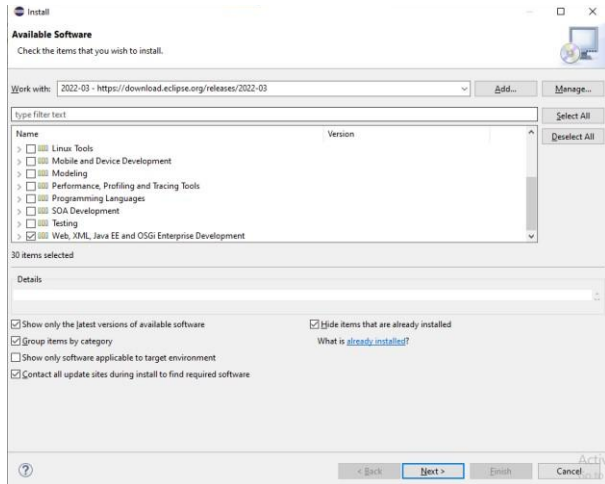 Install
Available Software
Check the items that you wish to install.
Work with: 2022-03 - https://download.eclipse.org/releases/2022-03
Add...
Manage...
type filter text
Select All
Name Version
Deselect All
Linux Tools
Mobile and Device Development
Modeling
Performance, Profiling and Tracing Tools
Programming Languages
SOA Development
Testing
Web, XML, Java EE and OSGi Enterprise Development
30 items selected
Details
Show only the latest versions of available software
Hide items that are already installed
Group items by category
What is already installed?
Show only software applicable to target environment
Contact all update sites during install to find required software
< Back
Next >
Finish
Cancel